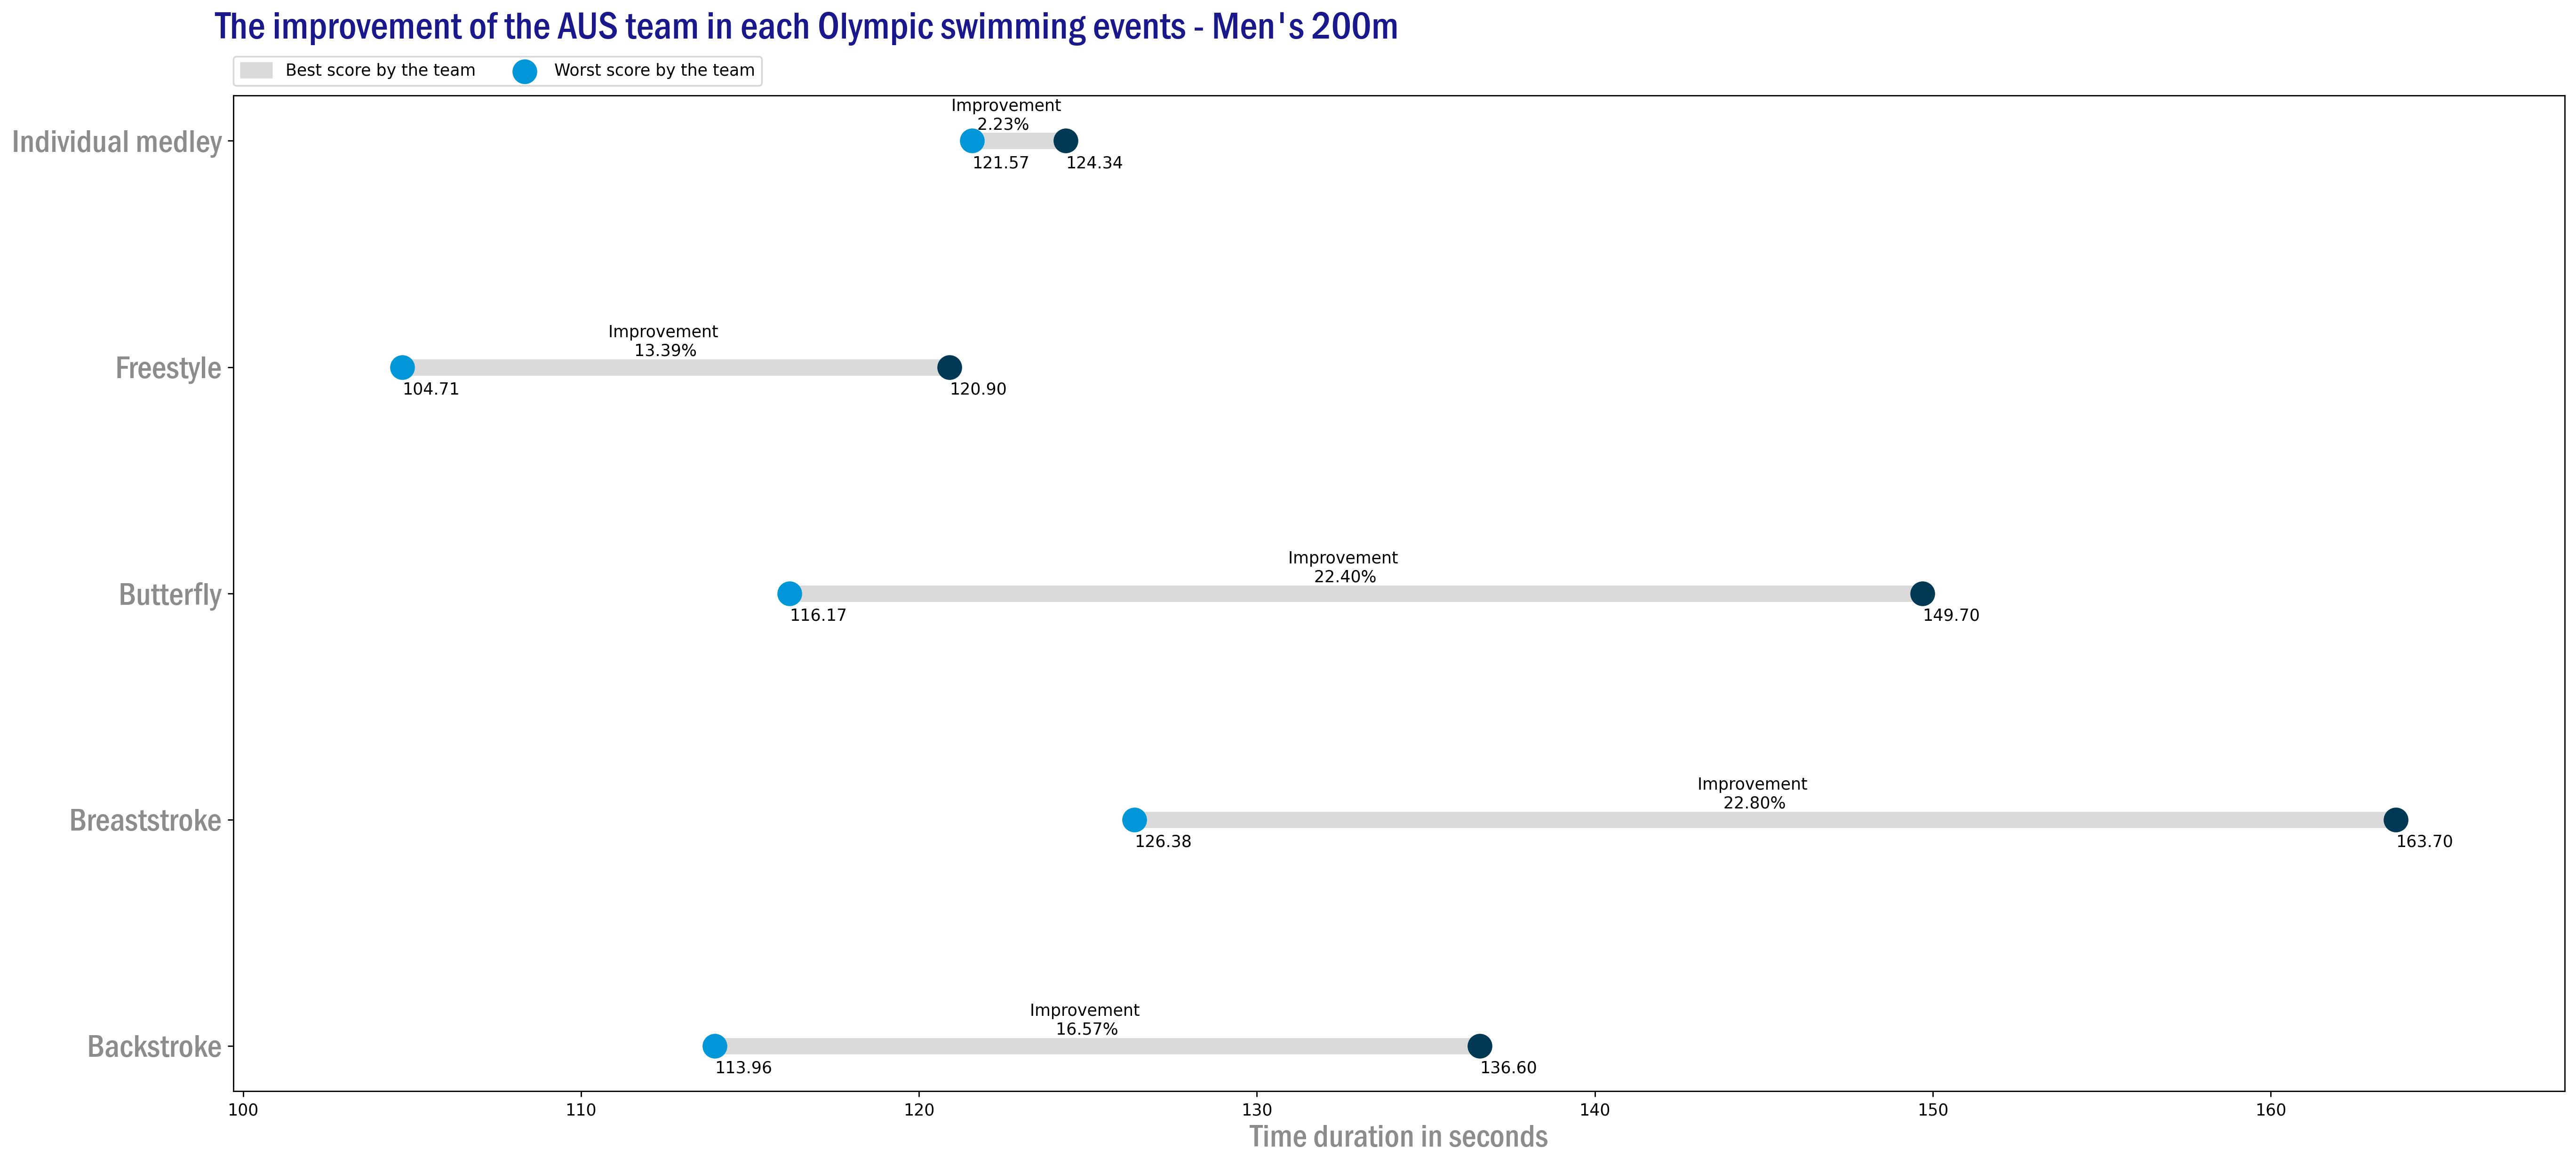 The improvement of the AUS team in each Olympic swimming events - Men's 200m
Best score by the team
Worst score by the team
Individual medley
Improvement
2.23%
121.57
124.34
Freestyle
Improvement
13.39%
104.71
120.90
Butterfly
Improvement
22.40%
116.17
149.70
Breaststroke
Improvement
22.80%
126.38
163.70
Backstroke
Improvement
16.57%
113.96
136.60
100
110
120
130
140
150
160
Time duration in seconds